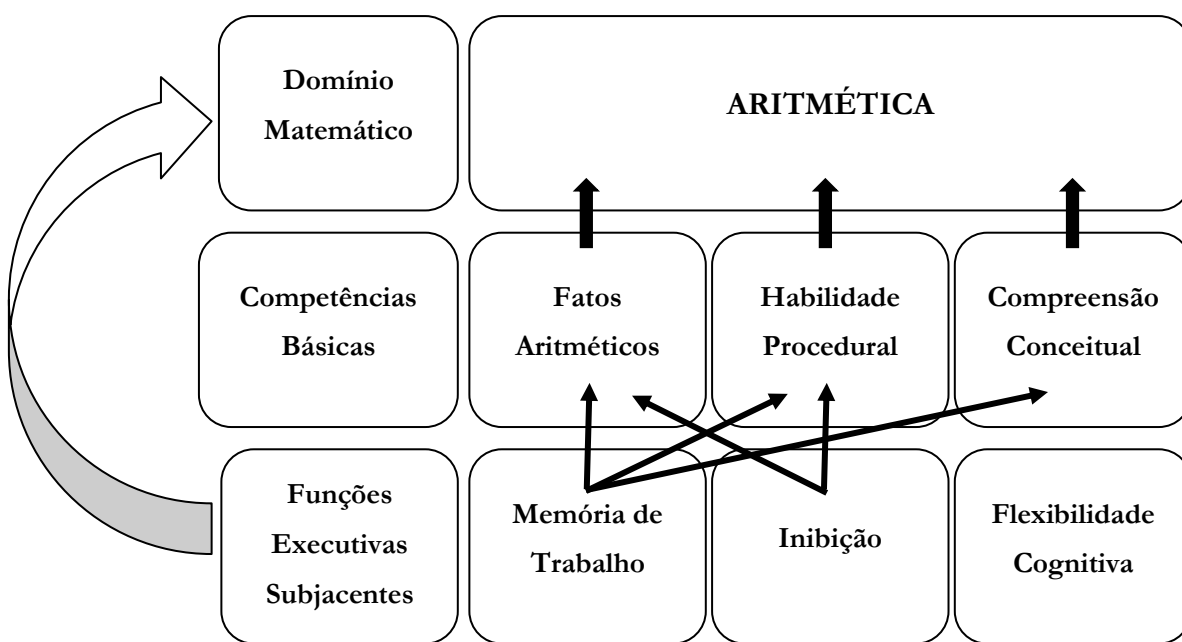 Domínio
Matemático
ARITMÉTICA
Competências
Básicas
Fatos
Aritméticos
Habilidade
Procedural
Compreensão
Conceitual
Funções
Executivas
Subjacentes
Memória de
Trabalho
Inibição
Flexibilidade
Cognitiva